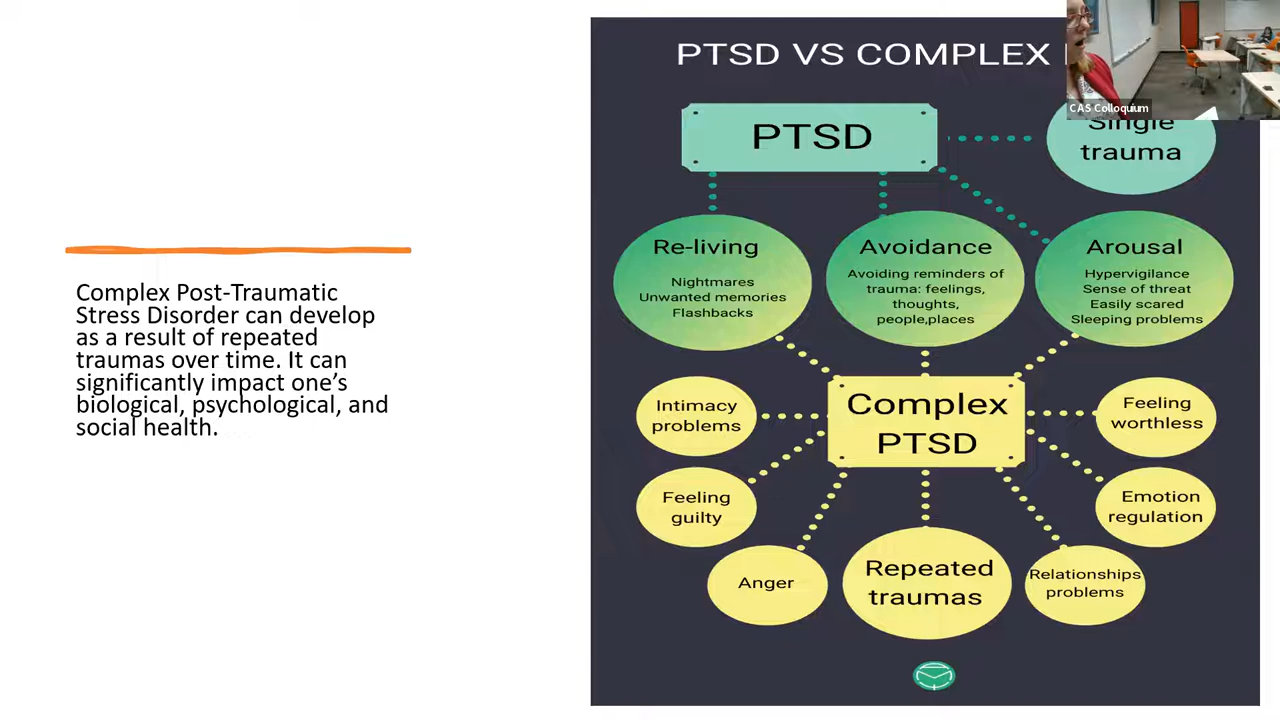 Complex Post-Traumatic
Stress Disorder can develop
as a result of repeated
traumas over time. It can
significantly impact one’s
biological, psychological, and
social health.
PTSD VS COMPLEX
CAS Colloquium
PTSD
Single
trauma
Re-living
Nightmares
Unwanted memories
Flashbacks
Avoidance
Avoiding reminders of
trauma: feelings,
thoughts,
people,places
Arousal
Hypervigilance
Sense of threat
Easily scared
Sleeping problems
Complex
PTSD
Intimacy
problems
Feeling
worthless
Feeling
guilty
Emotion
regulation
Anger
Repeated
traumas
Relationships
problems